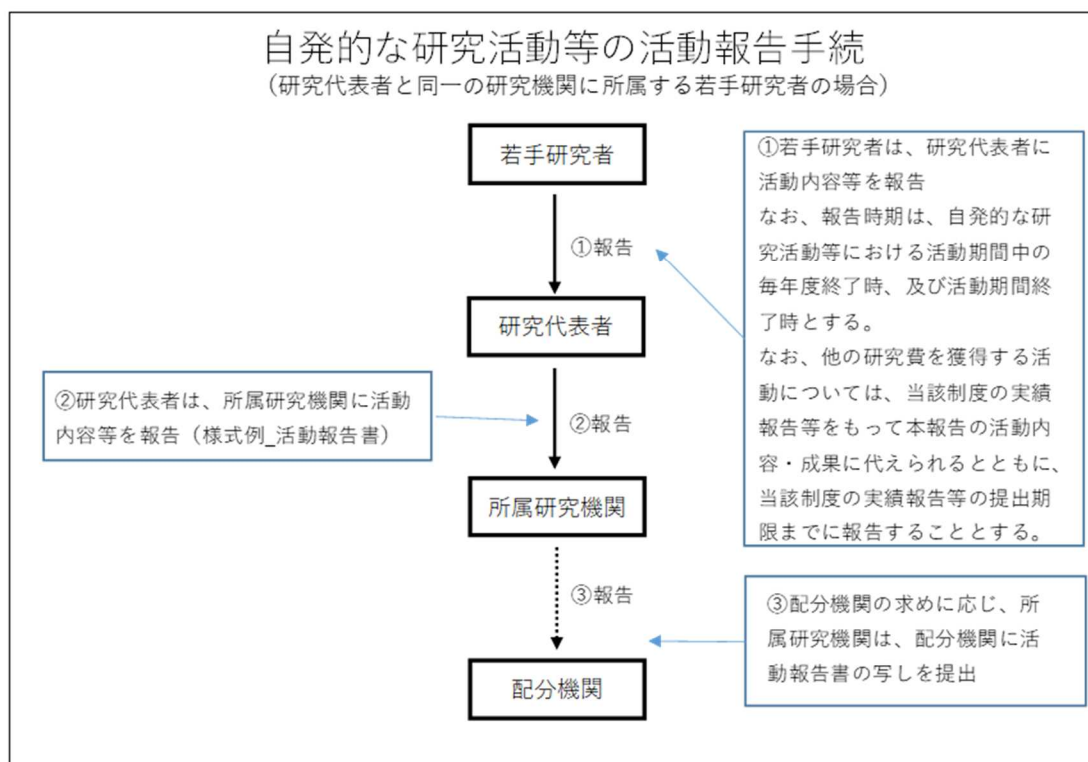 自発的な研究活動等の活動報告手続
（研究代表者と同一の研究機関に所属する若手研究者の場合）
若手研究者
①報告
研究代表者
②報告
所属研究機関
③報告
配分機関
①若手研究者は、研究代表者に
活動内容等を報告
なお、報告時期は、自発的な研
究活動等における活動期間中の
毎年度終了時、及び活動期間終
了時とする。
なお、他の研究費を獲得する活
動については、当該制度の実績
報告等をもって本報告の活動内
容・成果に代えられるとともに、
当該制度の実績報告等の提出期
限までに報告することとする。
②研究代表者は、所属研究機関に活動
内容等を報告（様式例_活動報告書）
③配分機関の求めに応じ、所
属研究機関は、配分機関に活
動報告書の写しを提出